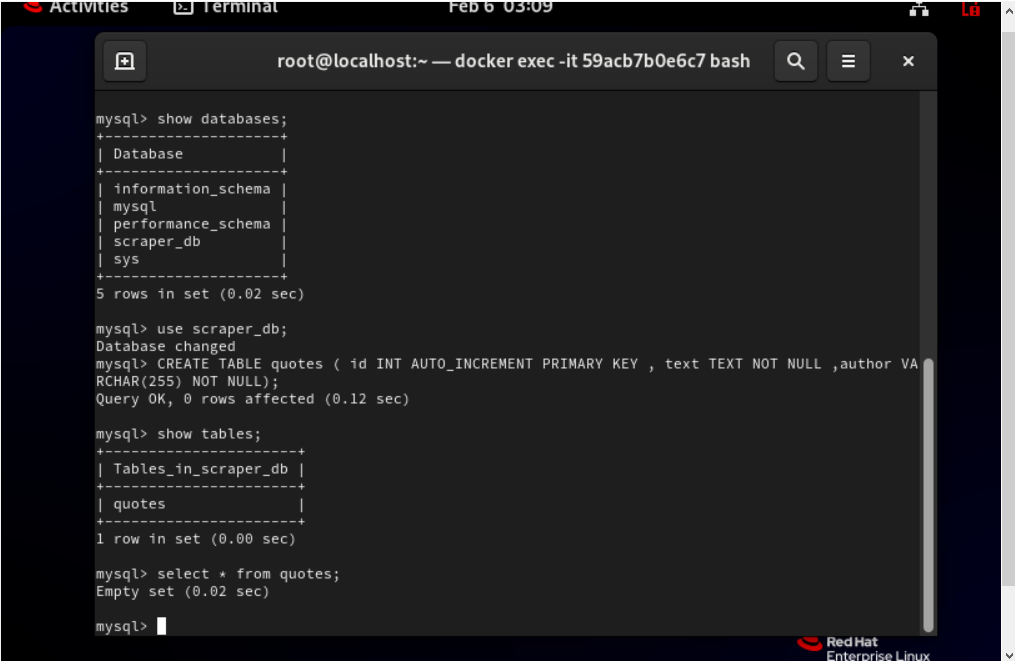 Activities Terminal Feb 6 03:09
root@localhost:~ — docker exec -it 59acb7b0e6c7 bash
mysql> show databases;
+--------------------+
| Database           |
+--------------------+
| information_schema |
| mysql              |
| performance_schema |
| scraper_db         |
| sys                |
+--------------------+
5 rows in set (0.02 sec)
mysql> use scraper_db;
Database changed
mysql> CREATE TABLE quotes ( id INT AUTO_INCREMENT PRIMARY KEY , text TEXT NOT NULL ,author VA
RCHAR(255) NOT NULL);
Query OK, 0 rows affected (0.12 sec)
mysql> show tables;
+----------------------+
| Tables_in_scraper_db |
+----------------------+
| quotes               |
+----------------------+
1 row in set (0.00 sec)
mysql> select * from quotes;
Empty set (0.02 sec)
mysql>
Red Hat
Enterprise Linux